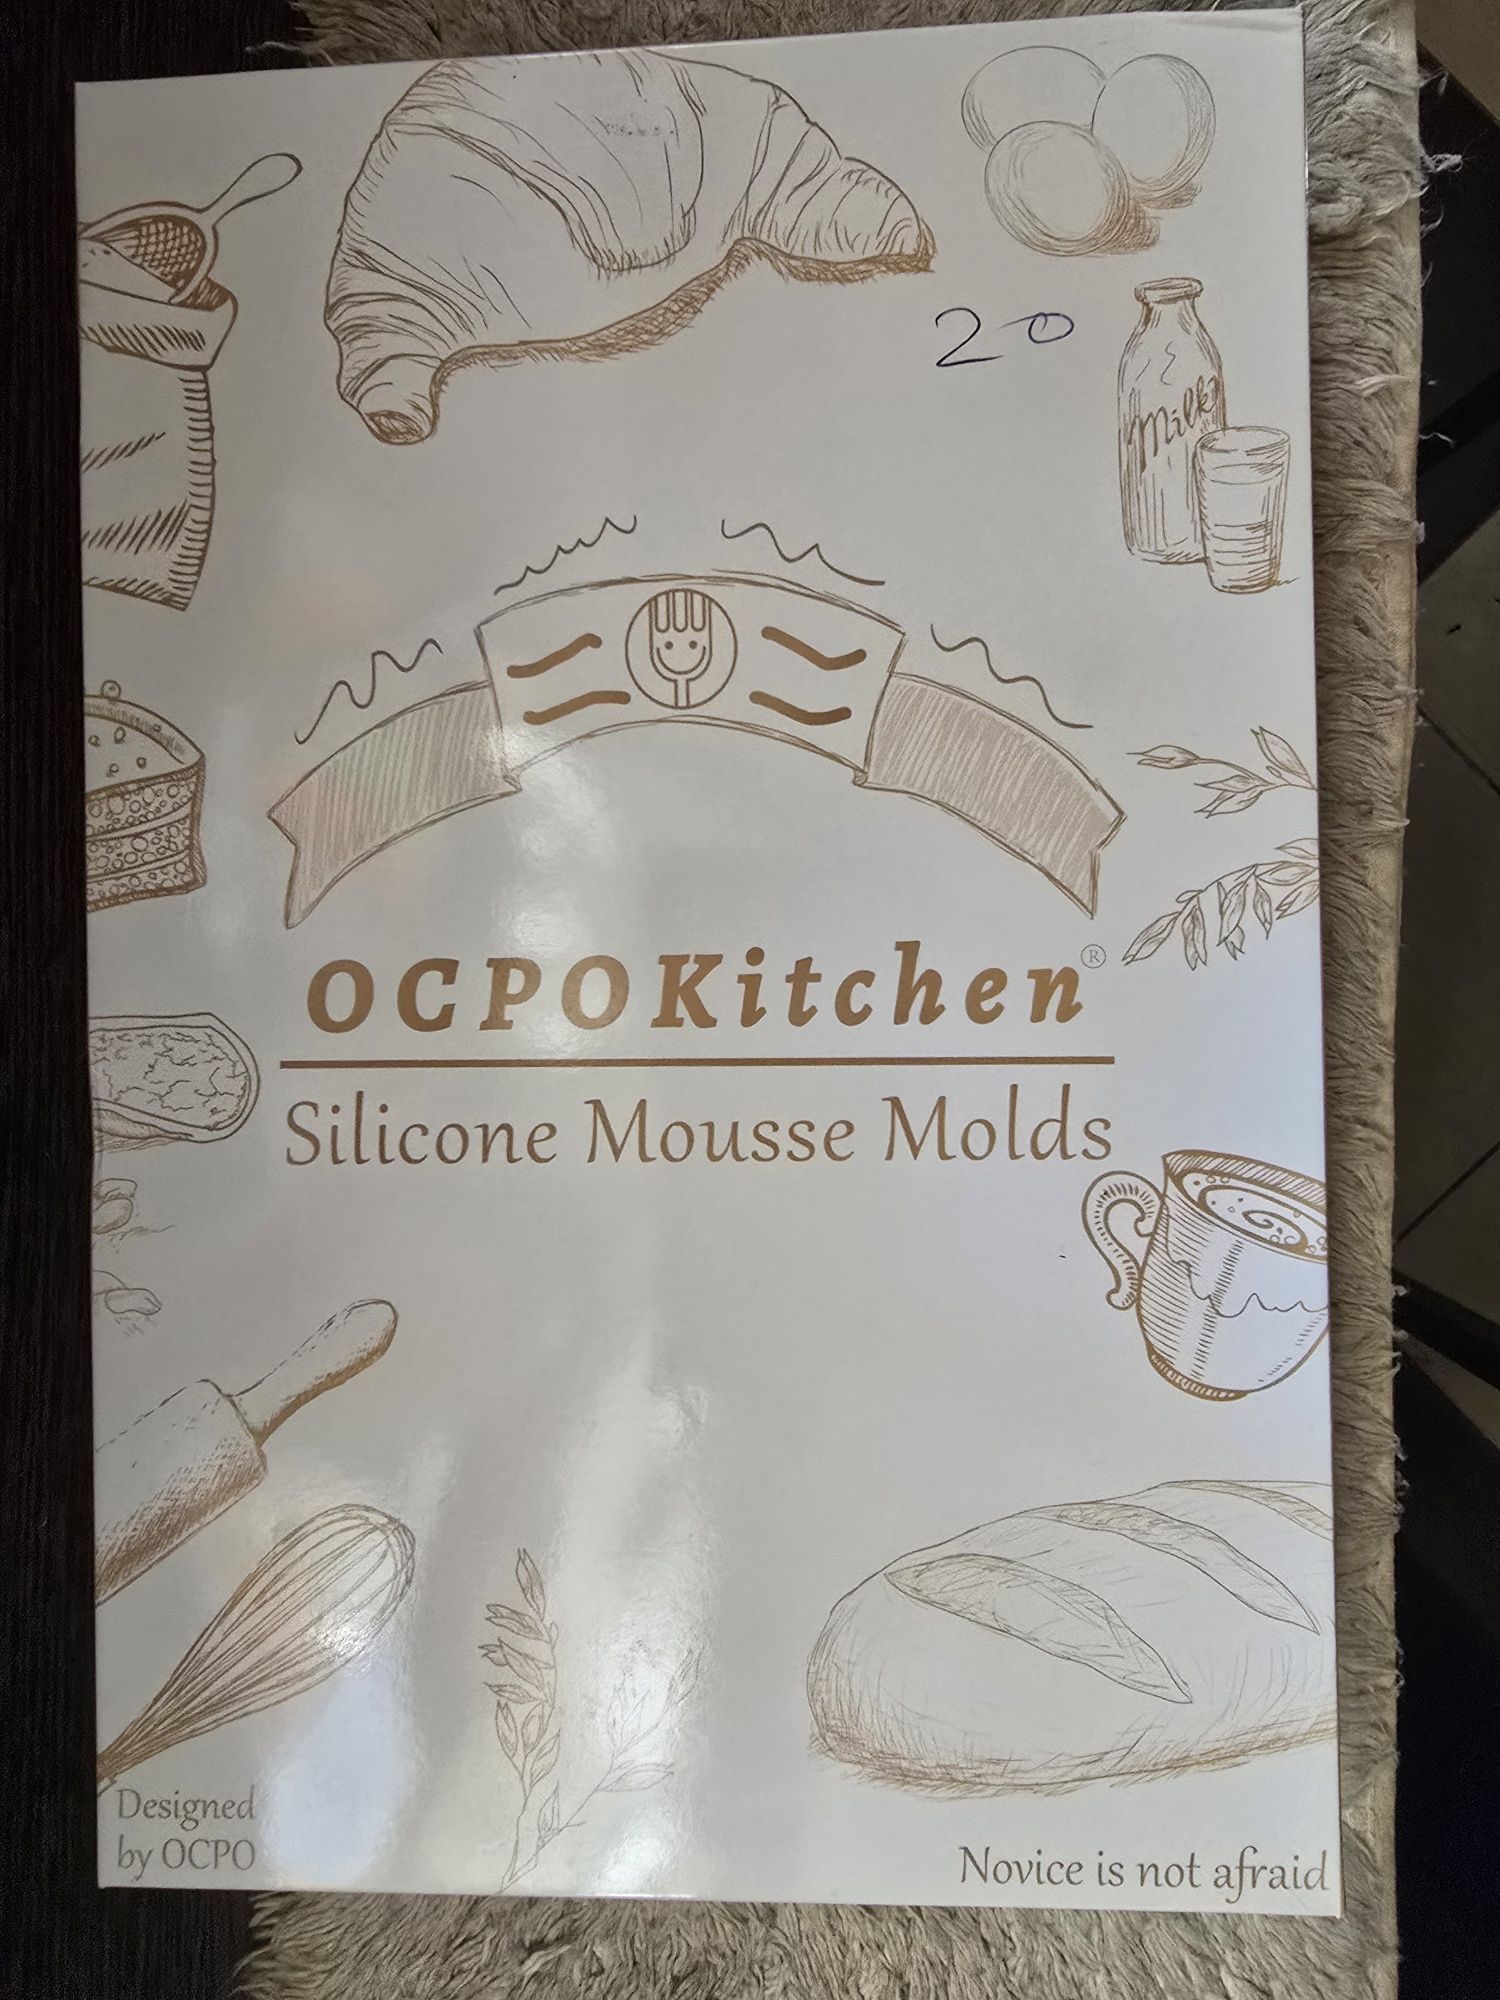 20
Milk
OCPOKitchen®
Silicone Mousse Molds
Designed
by OCPO
Novice is not afraid